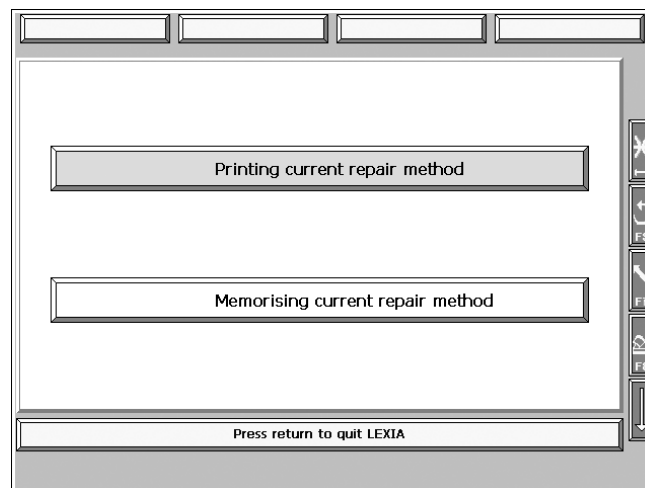 Printing current repair method
Memorising current repair method
Press return to quit LEXIA